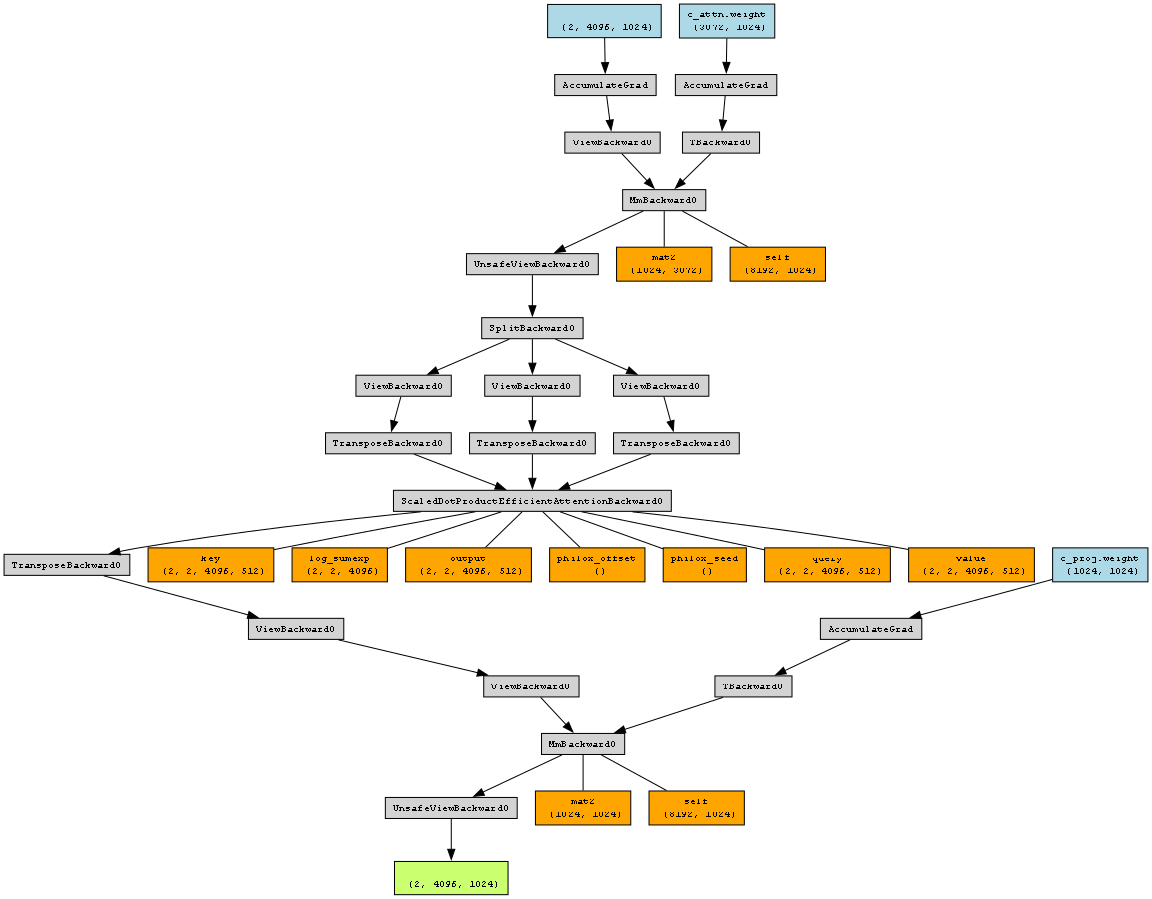 (2, 4096, 1024)
c_attn.weight
(3072, 1024)
AccumulateGrad
AccumulateGrad
ViewBackward0
TBackward0
MmBackward0
UnsafeViewBackward0
mat2
(1024, 3072)
self
(8192, 1024)
SplitBackward0
ViewBackward0
ViewBackward0
ViewBackward0
TransposeBackward0
TransposeBackward0
TransposeBackward0
ScaledDotProductEfficientAttentionBackward0
TransposeBackward0
key
(2, 2, 4096, 512)
log_sumexp
(2, 2, 4096)
output
(2, 2, 4096, 512)
philox_offset
()
philox_seed
()
query
(2, 2, 4096, 512)
value
(2, 2, 4096, 512)
c_proj.weight
(1024, 1024)
ViewBackward0
AccumulateGrad
ViewBackward0
TBackward0
MmBackward0
UnsafeViewBackward0
mat2
(1024, 1024)
self
(8192, 1024)
(2, 4096, 1024)